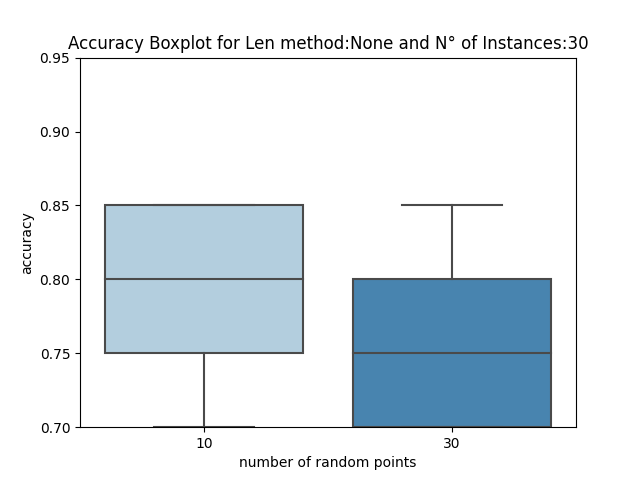 Accuracy Boxplot for Len method:None and N° of Instances:30
0.95
0.90
0.85
0.80
0.75
0.70
accuracy
10
30
number of random points